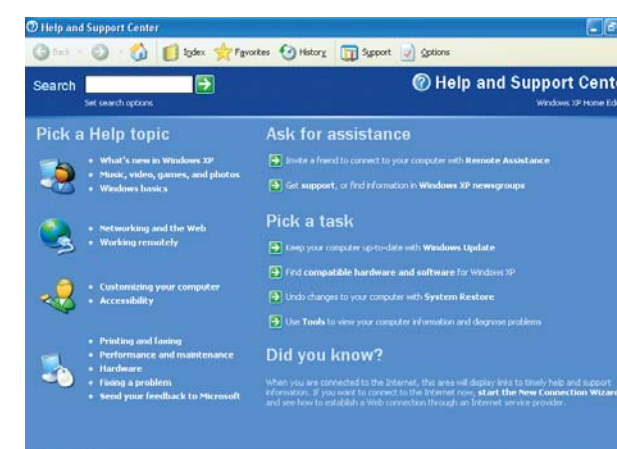 Help and Support Center
Back
Index
Favorites
History
Support
Options
Search
Set search options
Help and Support Cente
Windows XP Home Edi
Pick a Help topic
What's new in Windows XP
Music, video, games, and photos
Windows basics
Networking and the Web
Working remotely
Customizing your computer
Accessibility
Printing and faxing
Performance and maintenance
Hardware
Fixing a problem
Send your feedback to Microsoft
Ask for assistance
Invite a friend to connect to your computer with Remote Assistance
Get support, or find information in Windows XP newsgroups
Pick a task
Keep your computer up-to-date with Windows Update
Find compatible hardware and software for Windows XP
Undo changes to your computer with System Restore
Use Tools to view your computer information and diagnose problems
Did you know?
When you are connected to the Internet, this area will display links to timely help and support
information. If you want to connect to the Internet now, start the New Connection Wizard
and see how to establish a Web connection through an Internet service provider.